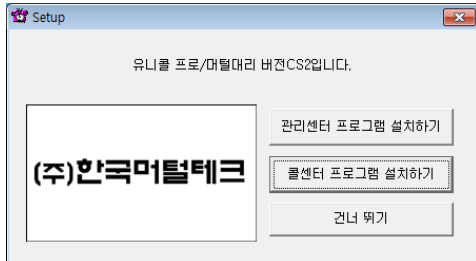 Setup
유니콜 프로/머털대리 버전CS2입니다.
(주)한국머털테크
관리센터 프로그램 설치하기
콜센터 프로그램 설치하기
건너 뛰기